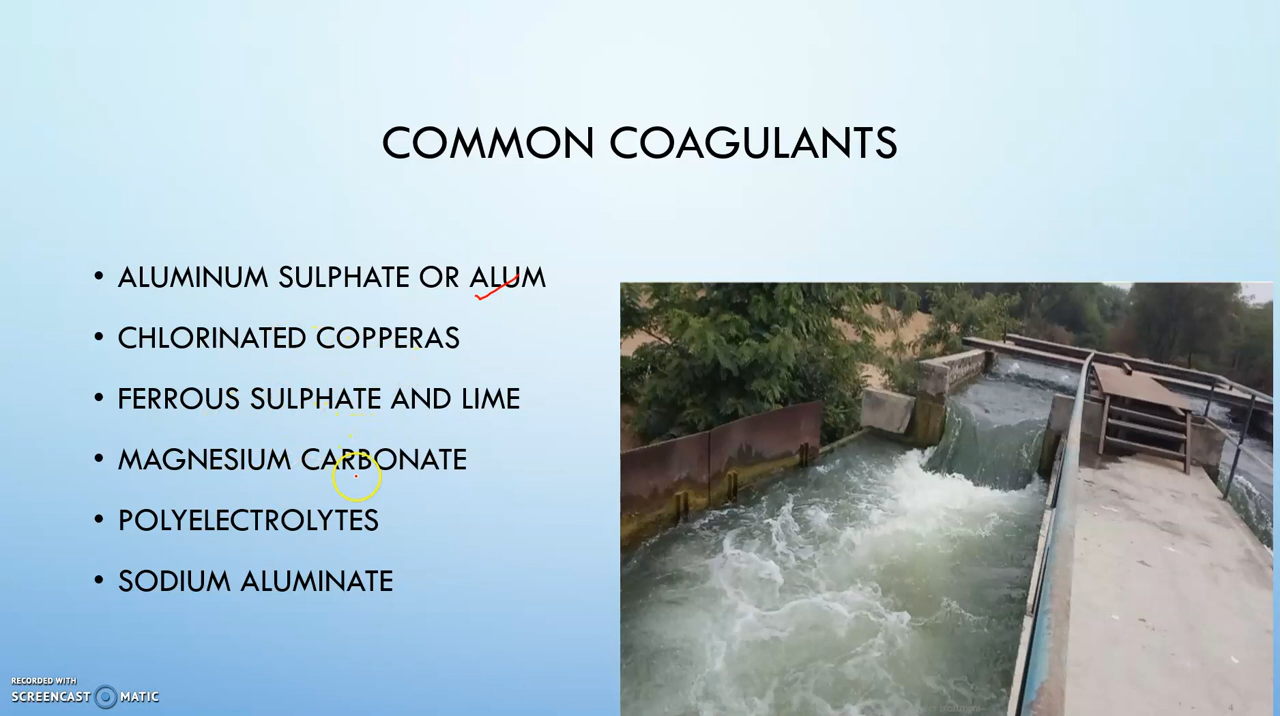 COMMON COAGULANTS
• ALUMINUM SULPHATE OR ALUM
• CHLORINATED COPPERAS
• FERROUS SULPHATE AND LIME
• MAGNESIUM CARBONATE
• POLYELECTROLYTES
• SODIUM ALUMINATE
RECORDED WITH
SCREENCAST MATIC
4